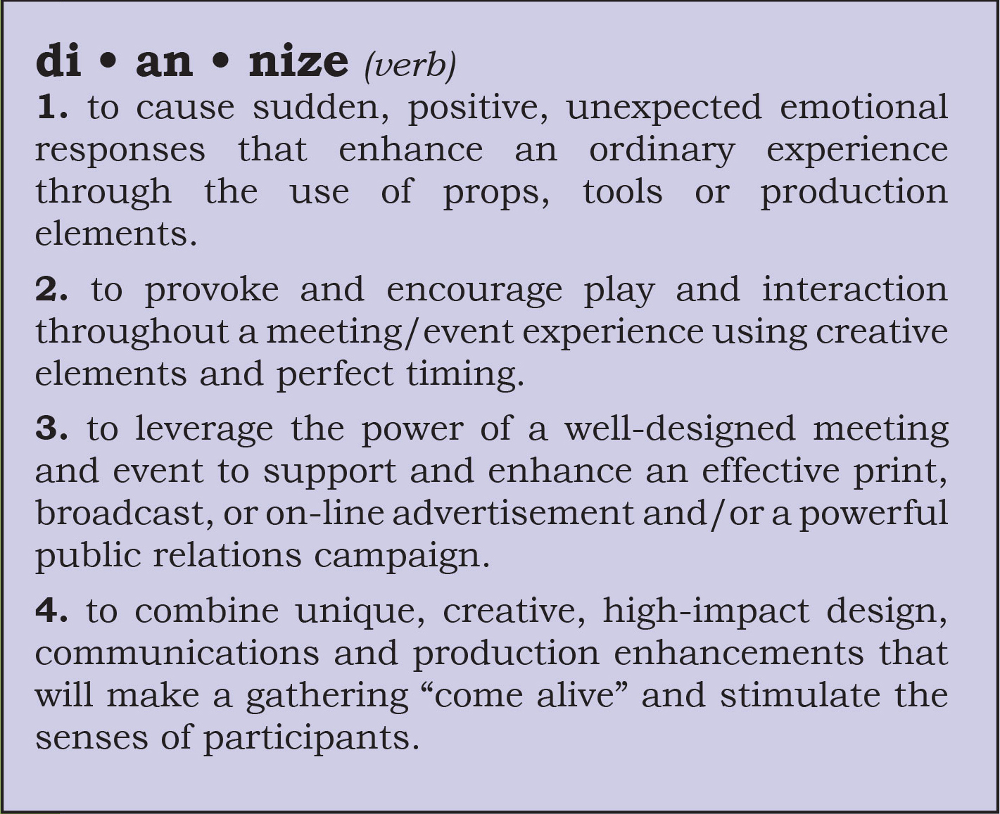 di • an • nize (verb)
1. to cause sudden, positive, unexpected emotional
responses that enhance an ordinary experience
through the use of props, tools or production
elements.
2. to provoke and encourage play and interaction
throughout a meeting/event experience using creative
elements and perfect timing.
3. to leverage the power of a well-designed meeting
and event to support and enhance an effective print,
broadcast, or on-line advertisement and/or a powerful
public relations campaign.
4. to combine unique, creative, high-impact design,
communications and production enhancements that
will make a gathering “come alive” and stimulate the
senses of participants.